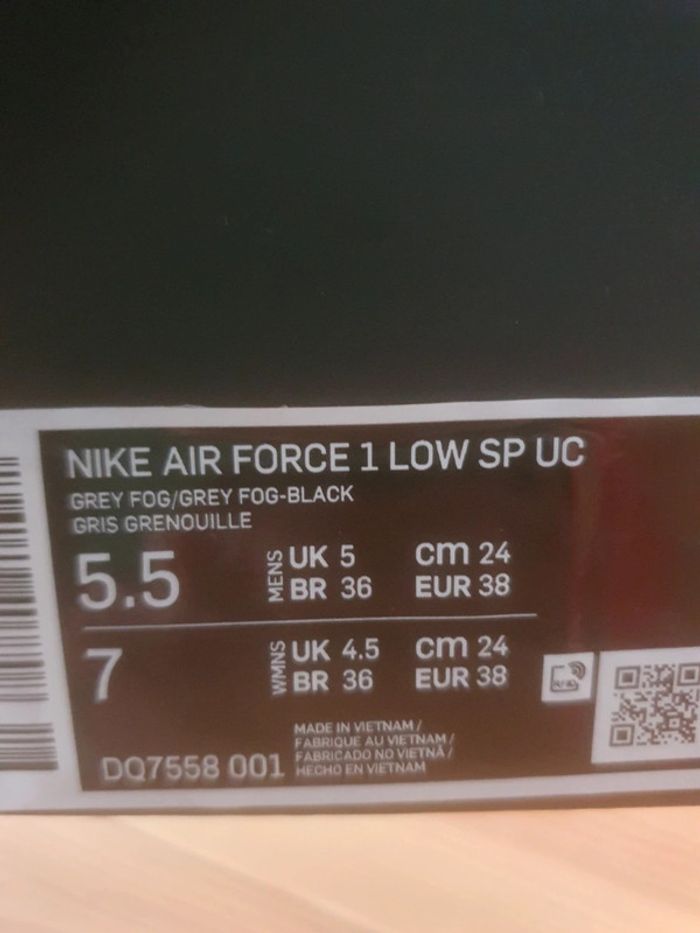 NIKE AIR FORCE 1 LOW SP UC
GREY FOG/GREY FOG-BLACK
GRIS GRENOUILLE
5.5 MENS UK 5 cm 24
BR 36 EUR 38
7 WMNS UK 4.5 cm 24
BR 36 EUR 38
MADE IN VIETNAM /
FABRIQUE AU VIETNAM /
FABRICADO NO VIETNÃ /
HECHO EN VIETNAM
DQ7558 001